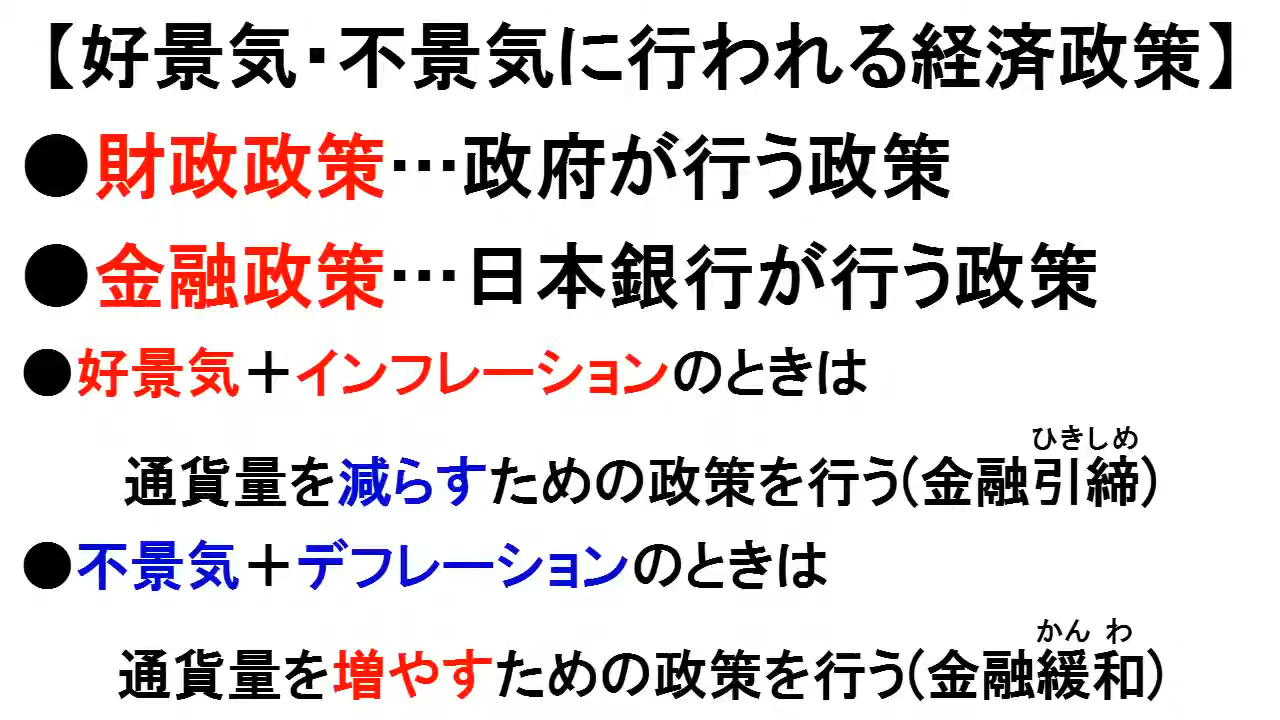 【好景気・不景気に行われる経済政策】
●財政政策…政府が行う政策
●金融政策…日本銀行が行う政策
●好景気＋インフレーションのときは
ひきしめ
通貨量を減らすための政策を行う(金融引締)
●不景気＋デフレーションのときは
かん わ
通貨量を増やすための政策を行う(金融緩和)